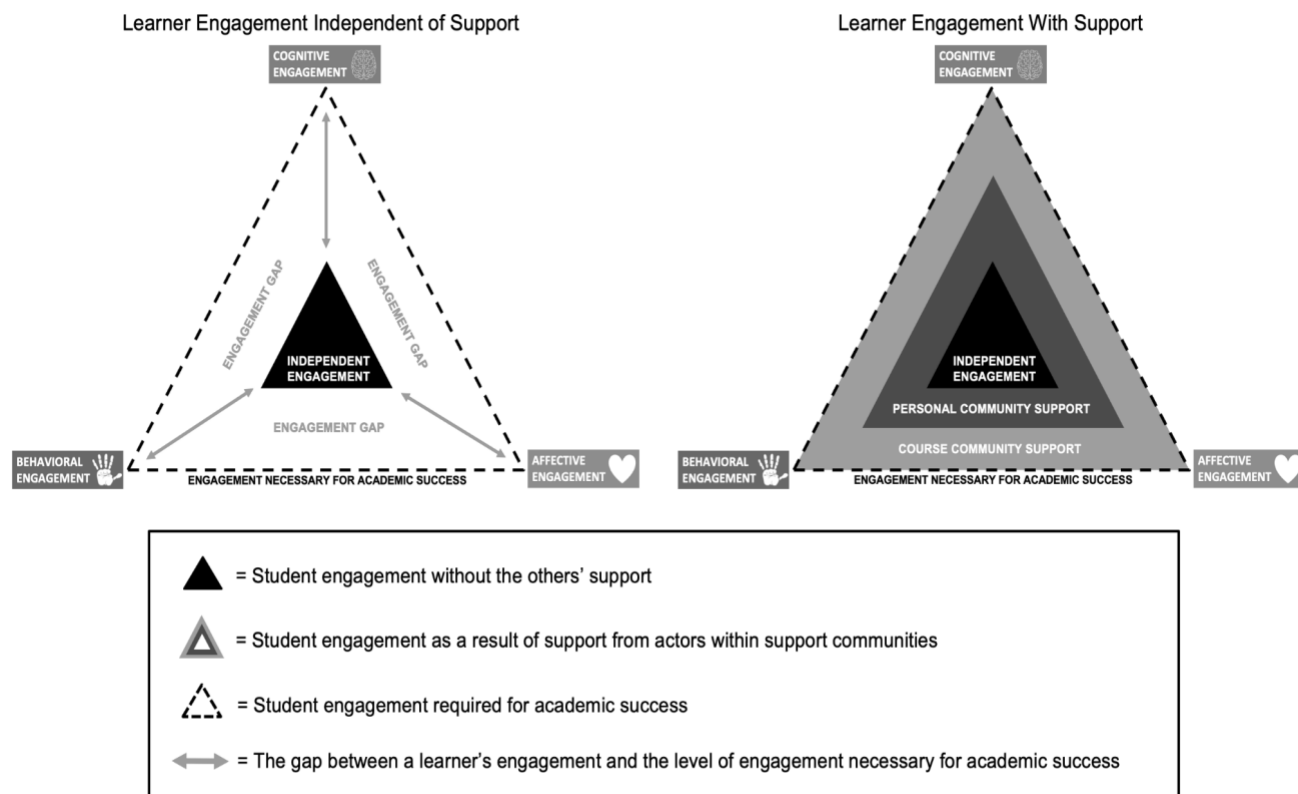 Learner Engagement Independent of Support
COGNITIVE
ENGAGEMENT
ENGAGEMENT GAP
ENGAGEMENT GAP
INDEPENDENT
ENGAGEMENT
ENGAGEMENT GAP
BEHAVIORAL
ENGAGEMENT
AFFECTIVE
ENGAGEMENT
ENGAGEMENT NECESSARY FOR ACADEMIC SUCCESS
Learner Engagement With Support
COGNITIVE
ENGAGEMENT
INDEPENDENT
ENGAGEMENT
PERSONAL COMMUNITY SUPPORT
COURSE COMMUNITY SUPPORT
BEHAVIORAL
ENGAGEMENT
AFFECTIVE
ENGAGEMENT
ENGAGEMENT NECESSARY FOR ACADEMIC SUCCESS
= Student engagement without the others’ support
= Student engagement as a result of support from actors within support communities
= Student engagement required for academic success
= The gap between a learner’s engagement and the level of engagement necessary for academic success